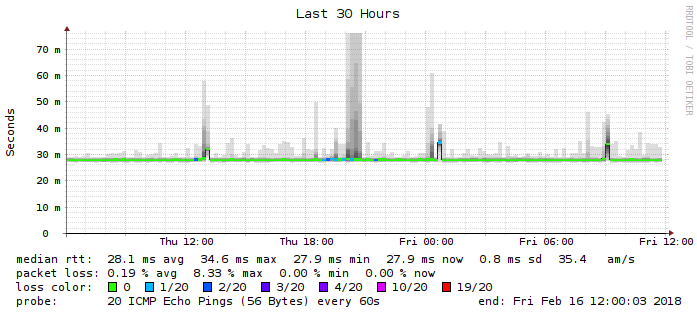 Last 30 Hours
RRDTOOL / TOBI OETIKER
Seconds
70 m
60 m
50 m
40 m
30 m
20 m
10 m
0
Thu 12:00 Thu 18:00 Fri 00:00 Fri 06:00 Fri 12:00
median rtt: 28.1 ms avg 34.6 ms max 27.9 ms min 27.9 ms now 0.8 ms sd 35.4 am/s
packet loss: 0.19 % avg 8.33 % max 0.00 % min 0.00 % now
loss color: 0 1/20 2/20 3/20 4/20 10/20 19/20
probe: 20 ICMP Echo Pings (56 Bytes) every 60s end: Fri Feb 16 12:00:03 2018